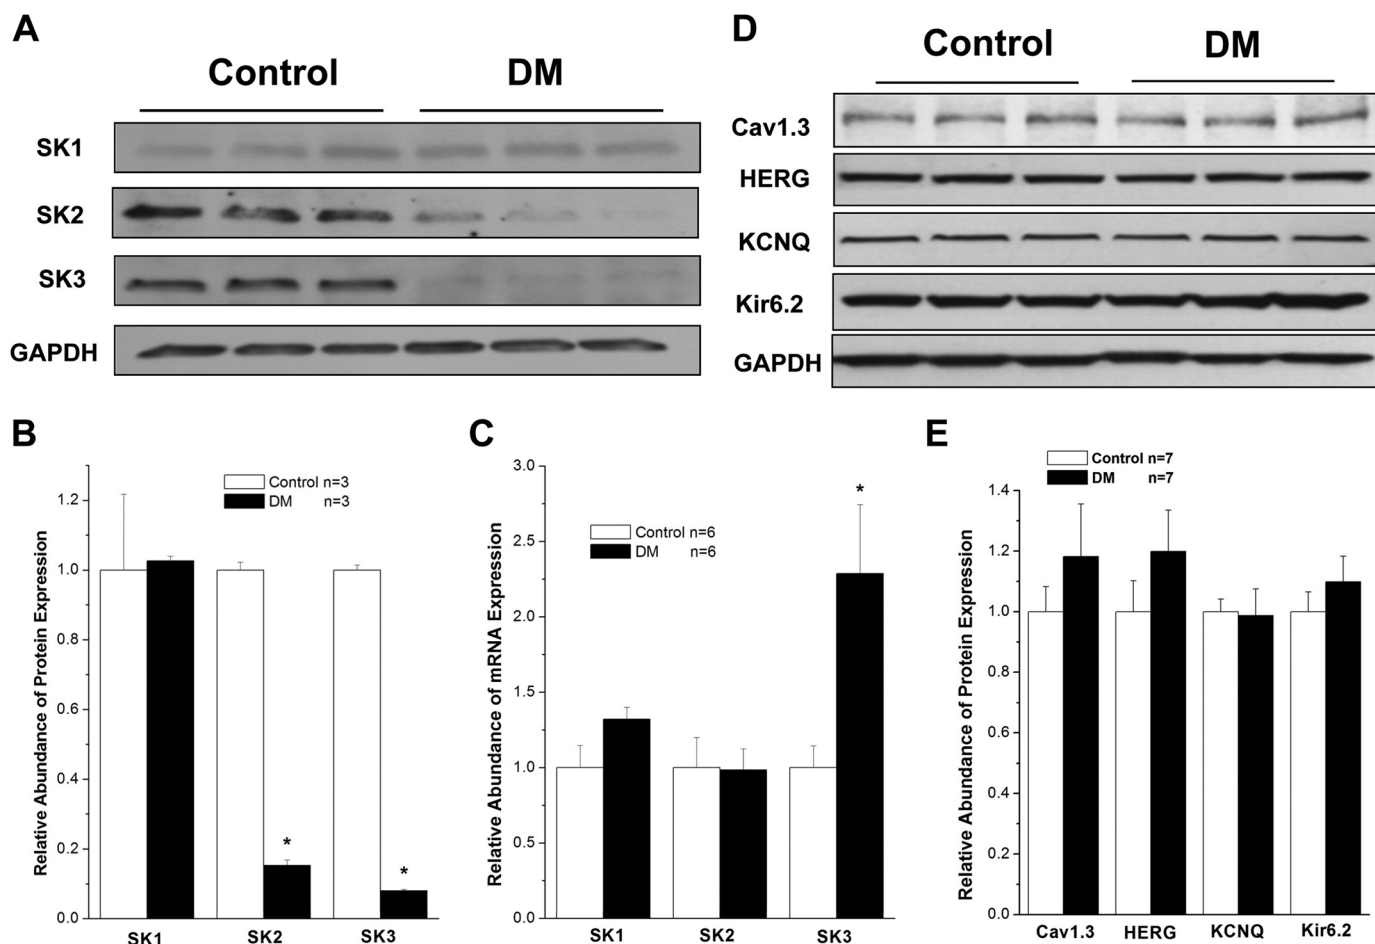 A
Control DM
SK1
SK2
SK3
GAPDH
D
Control DM
Cav1.3
HERG
KCNQ
Kir6.2
GAPDH
B
Relative Abundance of Protein Expression
1.2
1.0
0.8
0.6
0.4
0.2
0.0
Control n=3
DM n=3
*
*
SK1 SK2 SK3
C
Relative Abundance of mRNA Expression
3.0
2.5
2.0
1.5
1.0
0.5
0.0
Control n=6
DM n=6
*
SK1 SK2 SK3
E
Control n=7
DM n=7
Relative Abundance of Protein Expression
1.4
1.2
1.0
0.8
0.6
0.4
0.2
0.0
Cav1.3 HERG KCNQ Kir6.2